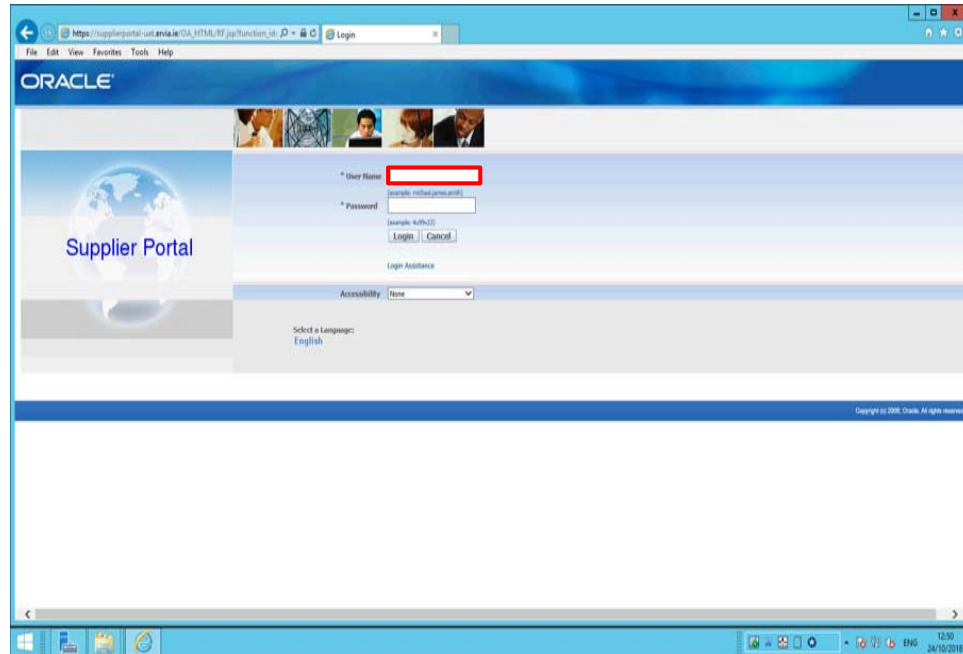 https://supplierportal-uat.ervia.ie/OA_HTML/RF.jsp?function_id:
Login
File Edit View Favorites Tools Help
ORACLE
* User Name
[example: michael.james.smith]
* Password
[example: 4u99v23]
Login Cancel
Supplier Portal
Login Assistance
Accessibility None
Select a Language:
English
Copyright (c) 2006, Oracle. All rights reserved
ENG
12:50
24/10/2018